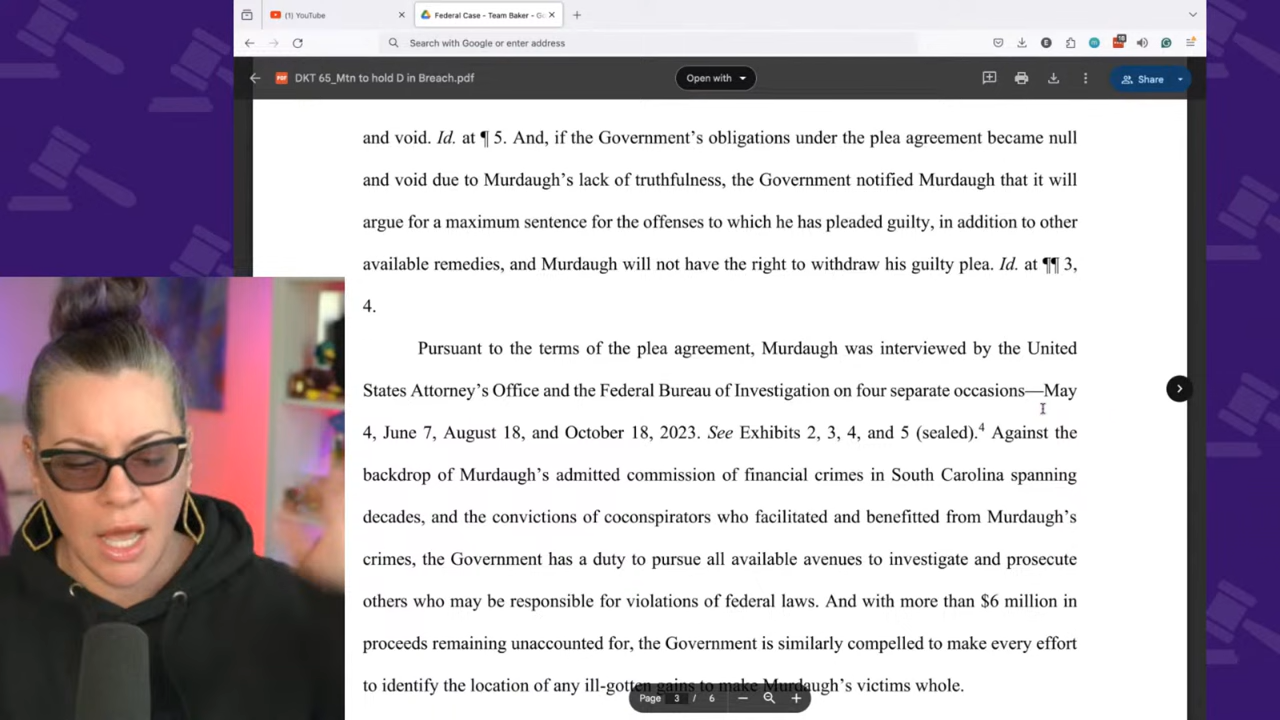 (1) YouTube
Federal Case - Team Baker -
Search with Google or enter address
DKT 65_Mtn to hold D in Breach.pdf
Open with
Share
and void. Id. at ¶ 5. And, if the Government's obligations under the plea agreement became null
and void due to Murdaugh's lack of truthfulness, the Government notified Murdaugh that it will
argue for a maximum sentence for the offenses to which he has pleaded guilty, in addition to other
available remedies, and Murdaugh will not have the right to withdraw his guilty plea. Id. at ¶¶ 3,
4.
Pursuant to the terms of the plea agreement, Murdaugh was interviewed by the United
States Attorney's Office and the Federal Bureau of Investigation on four separate occasions—May
4, June 7, August 18, and October 18, 2023. See Exhibits 2, 3, 4, and 5 (sealed).4 Against the
backdrop of Murdaugh's admitted commission of financial crimes in South Carolina spanning
decades, and the convictions of coconspirators who facilitated and benefitted from Murdaugh's
crimes, the Government has a duty to pursue all available avenues to investigate and prosecute
others who may be responsible for violations of federal laws. And with more than $6 million in
proceeds remaining unaccounted for, the Government is similarly compelled to make every effort
to identify the location of any ill-gotten gains to make Murdaugh's victims whole.
Page 3 / 6